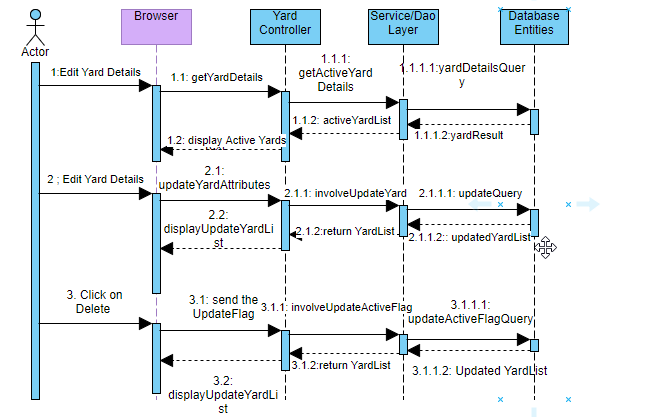 Browser
Yard
Controller
Service/Dao
Layer
Database
Entities
Actor
1:Edit Yard Details
1.1: getYardDetails
1.1.1:
getActiveYard
Details
1.1.1.1:yardDetailsQuer
y
1.1.1.2:yardResult
1.1.2: activeYardList
1.2: display Active Yards
2 ; Edit Yard Details
2.1:
updateYardAttributes
2.1.1: involveUpdateYard
2.1.1.1: updateQuery
2.1.1.2:: updatedYardList
2.1.2:return YardList
2.2:
displayUpdateYardLi
st
3. Click on
Delete
3.1: send the
UpdateFlag
3.1.1: involveUpdateActiveFlag
3.1.1.1:
updateActiveFlagQuery
3.1.1.2: Updated YardList
3.1.2:return YardList
3.2:
displayUpdateYardLi
st